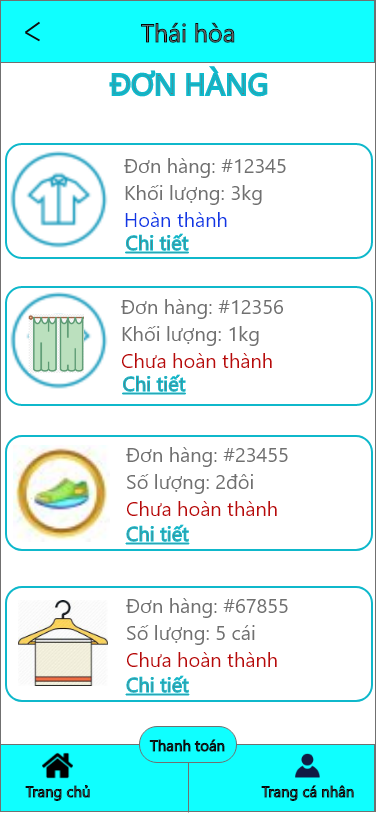 Thái hòa
ĐƠN HÀNG
Đơn hàng: #12345
Khối lượng: 3kg
Hoàn thành
Chi tiết
Đơn hàng: #12356
Khối lượng: 1kg
Chưa hoàn thành
Chi tiết
Đơn hàng: #23455
Số lượng: 2đôi
Chưa hoàn thành
Chi tiết
Đơn hàng: #67855
Số lượng: 5 cái
Chưa hoàn thành
Chi tiết
Thanh toán
Trang chủ
Trang cá nhân